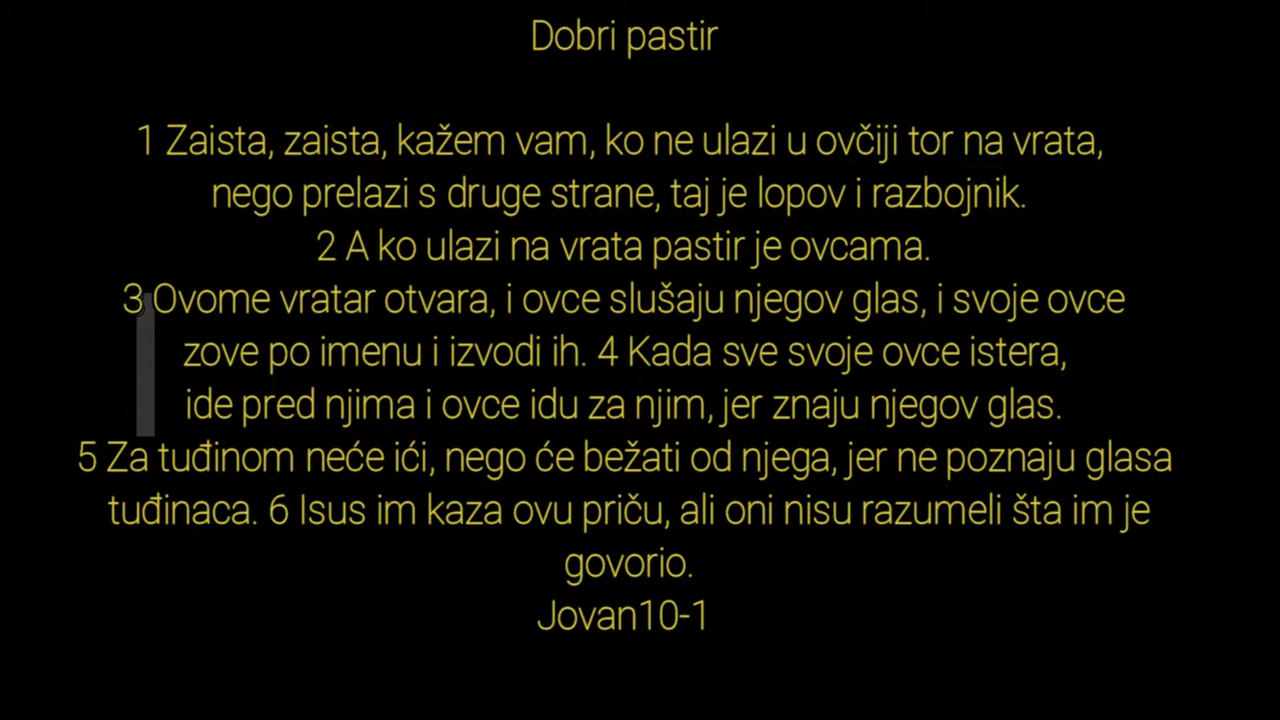 Dobri pastir
1 Zaista, zaista, kažem vam, ko ne ulazi u ovčiji tor na vrata,
nego prelazi s druge strane, taj je lopov i razbojnik.
2 A ko ulazi na vrata pastir je ovcama.
3 Ovome vratar otvara, i ovce slušaju njegov glas, i svoje ovce
zove po imenu i izvodi ih. 4 Kada sve svoje ovce istera,
ide pred njima i ovce idu za njim, jer znaju njegov glas.
5 Za tuđinom neće ići, nego će bežati od njega, jer ne poznaju glasa
tuđinaca. 6 Isus im kaza ovu priču, ali oni nisu razumeli šta im je
govorio.
Jovan10-1